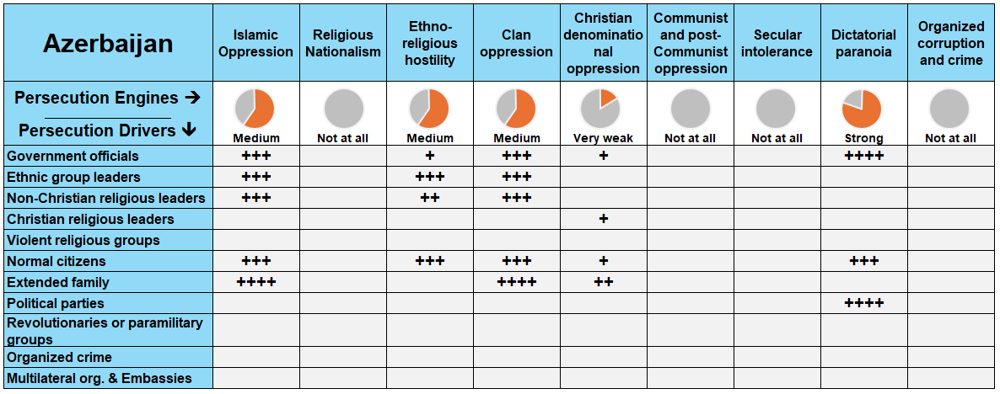 Azerbaijan
Islamic
Oppression
Religious
Nationalism
Ethno-
religious
hostility
Clan
oppression
Christian
denominatio
nal
oppression
Communist
and post-
Communist
oppression
Secular
intolerance
Dictatorial
paranoia
Organized
corruption
and crime
Persecution Engines →
Persecution Drivers ↓
Medium Not at all Medium Medium Very weak Not at all Not at all Strong Not at all
Government officials +++ + +++ + ++++
Ethnic group leaders +++ +++ +++
Non-Christian religious leaders +++ ++ +++
Christian religious leaders +
Violent religious groups
Normal citizens +++ +++ +++ + +++
Extended family ++++ ++++ ++
Political parties ++++
Revolutionaries or paramilitary
groups
Organized crime
Multilateral org. & Embassies